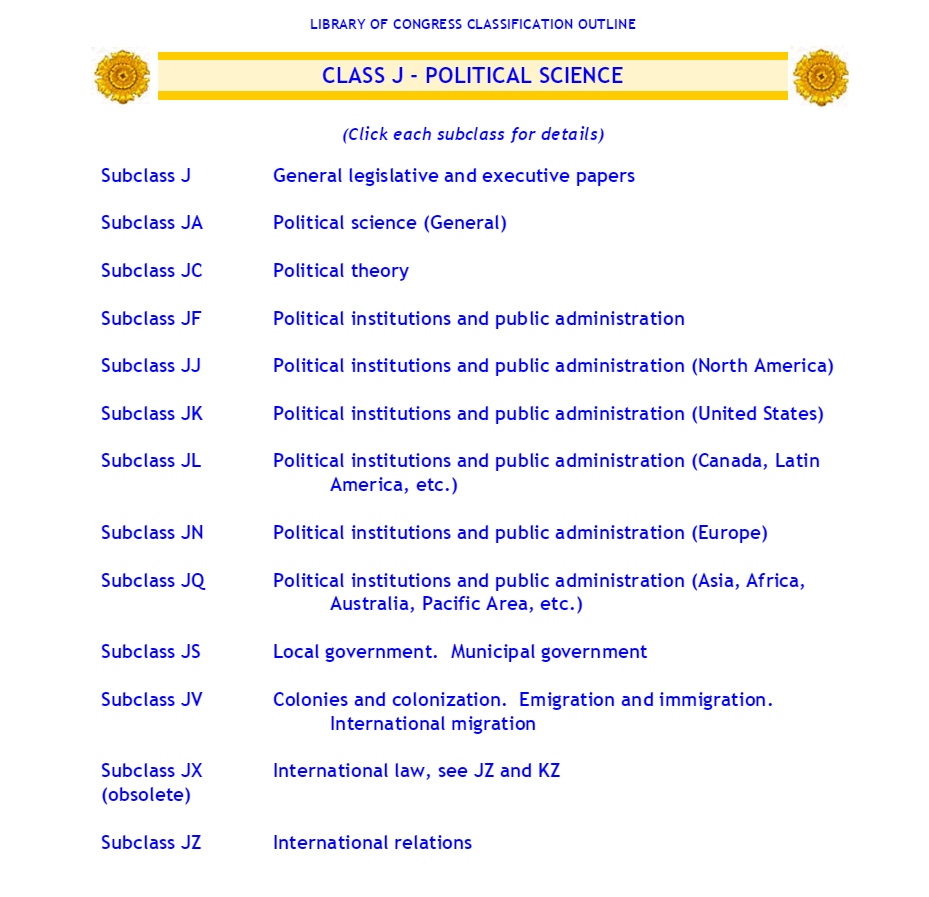 LIBRARY OF CONGRESS CLASSIFICATION OUTLINE
CLASS J - POLITICAL SCIENCE
(Click each subclass for details)
Subclass J General legislative and executive papers
Subclass JA Political science (General)
Subclass JC Political theory
Subclass JF Political institutions and public administration
Subclass JJ Political institutions and public administration (North America)
Subclass JK Political institutions and public administration (United States)
Subclass JL Political institutions and public administration (Canada, Latin
America, etc.)
Subclass JN Political institutions and public administration (Europe)
Subclass JQ Political institutions and public administration (Asia, Africa,
Australia, Pacific Area, etc.)
Subclass JS Local government.  Municipal government
Subclass JV Colonies and colonization.  Emigration and immigration.
International migration
Subclass JX International law, see JZ and KZ
(obsolete)
Subclass JZ International relations